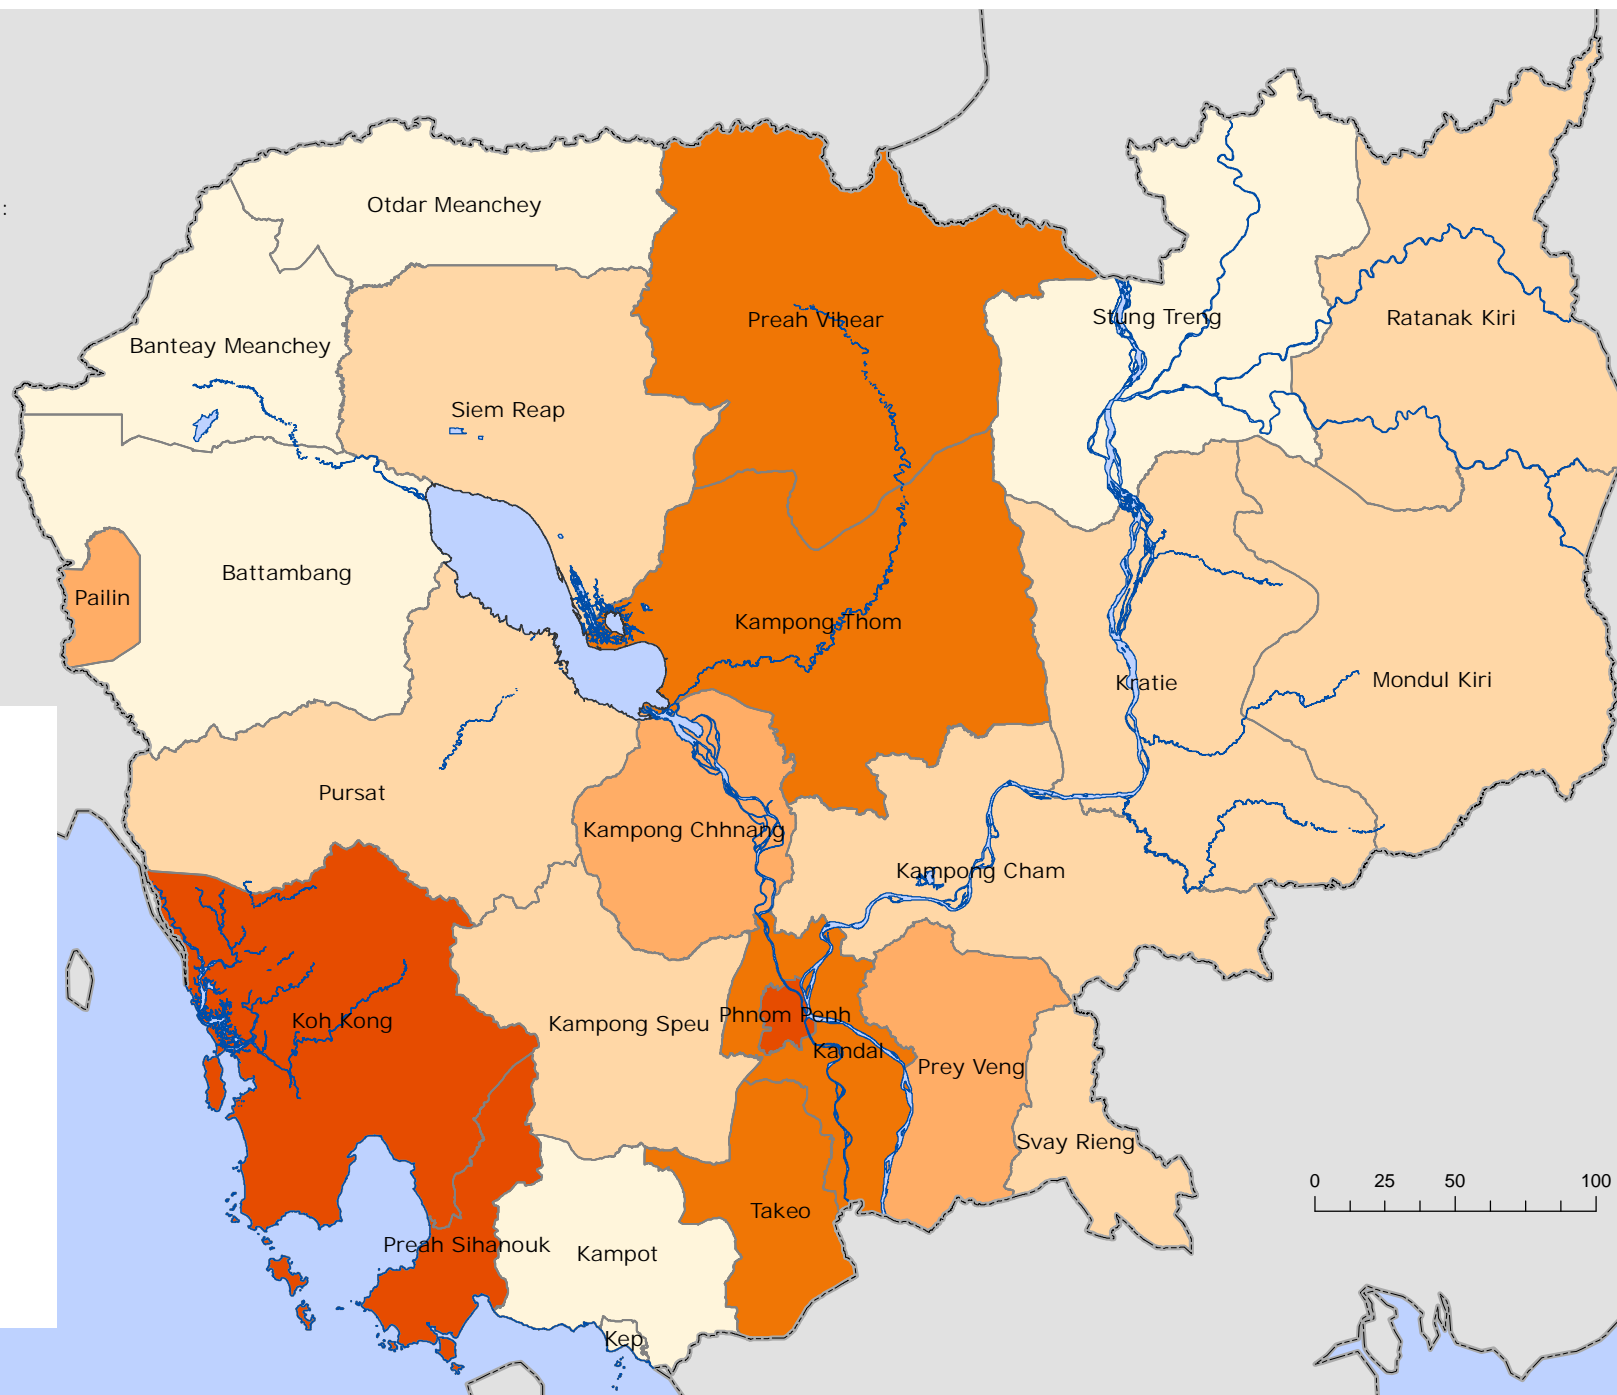 :
Otdar Meanchey
Preah Vihear
Stung Treng
Ratanak Kiri
Banteay Meanchey
Siem Reap
Battambang
Pailin
Kampong Thom
Kratie
Mondul Kiri
Pursat
Kampong Chhnang
Kampong Cham
Koh Kong
Kampong Speu
Phnom Penh
Kandal
Prey Veng
Svay Rieng
Takeo
Preah Sihanouk
Kampot
Kep
0 25 50 100